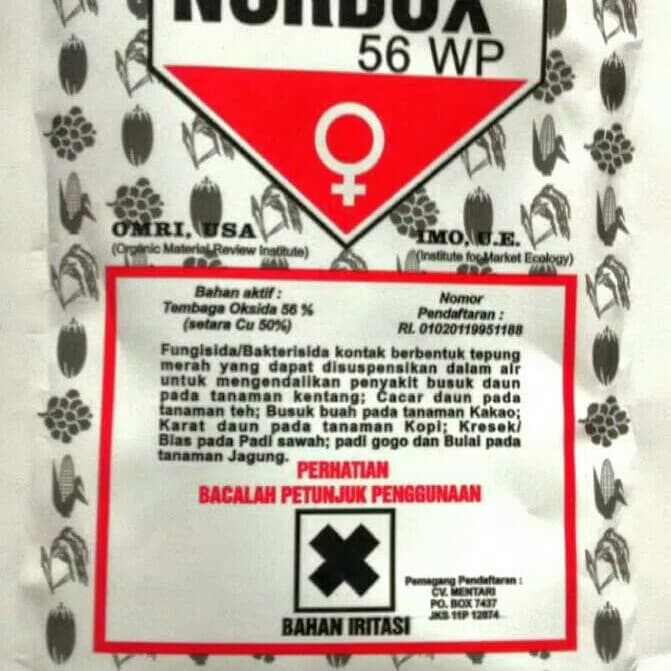 NORDOX
56 WP
OMRI, USA
(Organic Material Review Institute)
IMO, U.E.
(Institute for Market Ecology)
Bahan aktif :
Tembaga Oksida 56 %
(setara Cu 50%)
Nomor
Pendaftaran :
RI. 01020119951188
Fungisida/Bakterisida kontak berbentuk tepung
merah yang dapat disuspensikan dalam air
untuk mengendalikan penyakit busuk daun
pada tanaman kentang; Cacar daun pada
tanaman teh; Busuk buah pada tanaman Kakao;
Karat daun pada tanaman Kopi; Kresek/
Blas pada Padi sawah; padi gogo dan Bulai pada
tanaman Jagung.
PERHATIAN
BACALAH PETUNJUK PENGGUNAAN
BAHAN IRITASI
Pemegang Pendaftaran :
CV. MENTARI
PO. BOX 7437
JKS 11P 12874